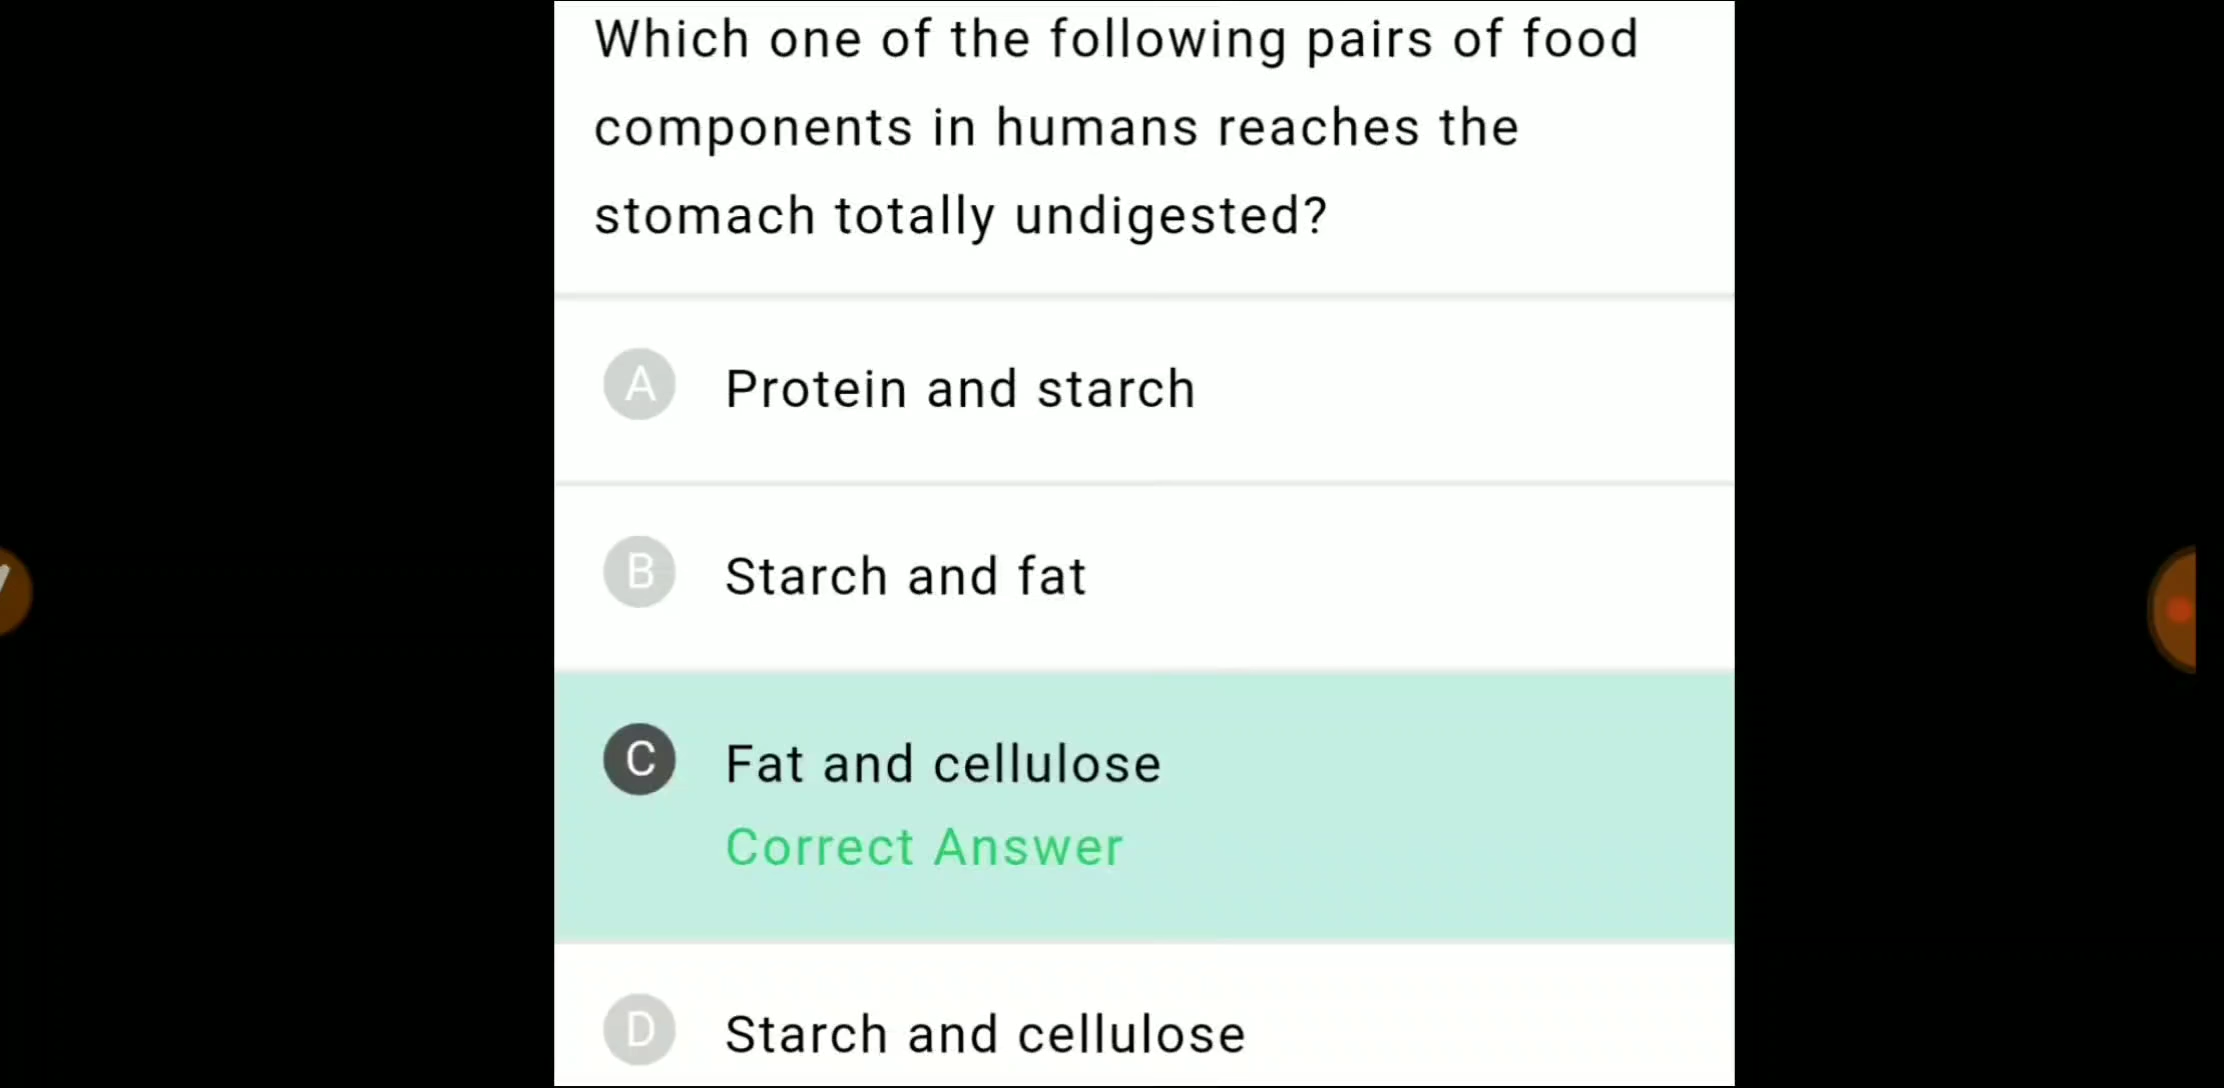 Which one of the following pairs of food
components in humans reaches the
stomach totally undigested?
A Protein and starch
B Starch and fat
C Fat and cellulose
Correct Answer
D Starch and cellulose